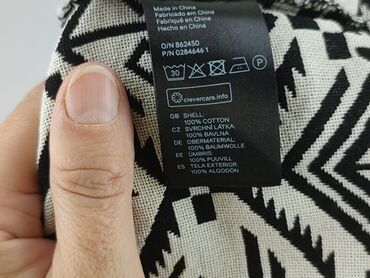 Made in China
Fabricado em China
Fabriqué en China
Hecho en China
O/N 862450
P/N 0284646 1
30
P
clevercare.info
GB SHELL:
100% COTTON
CZ SVRCHNÍ LÁTKA:
100% BAVLNA
DE OBERMATERIAL:
100% BAUMWOLLE
EE ÜMBRIS:
100% PUUVILL
ES TELA EXTERIOR:
100% ALGODÓN